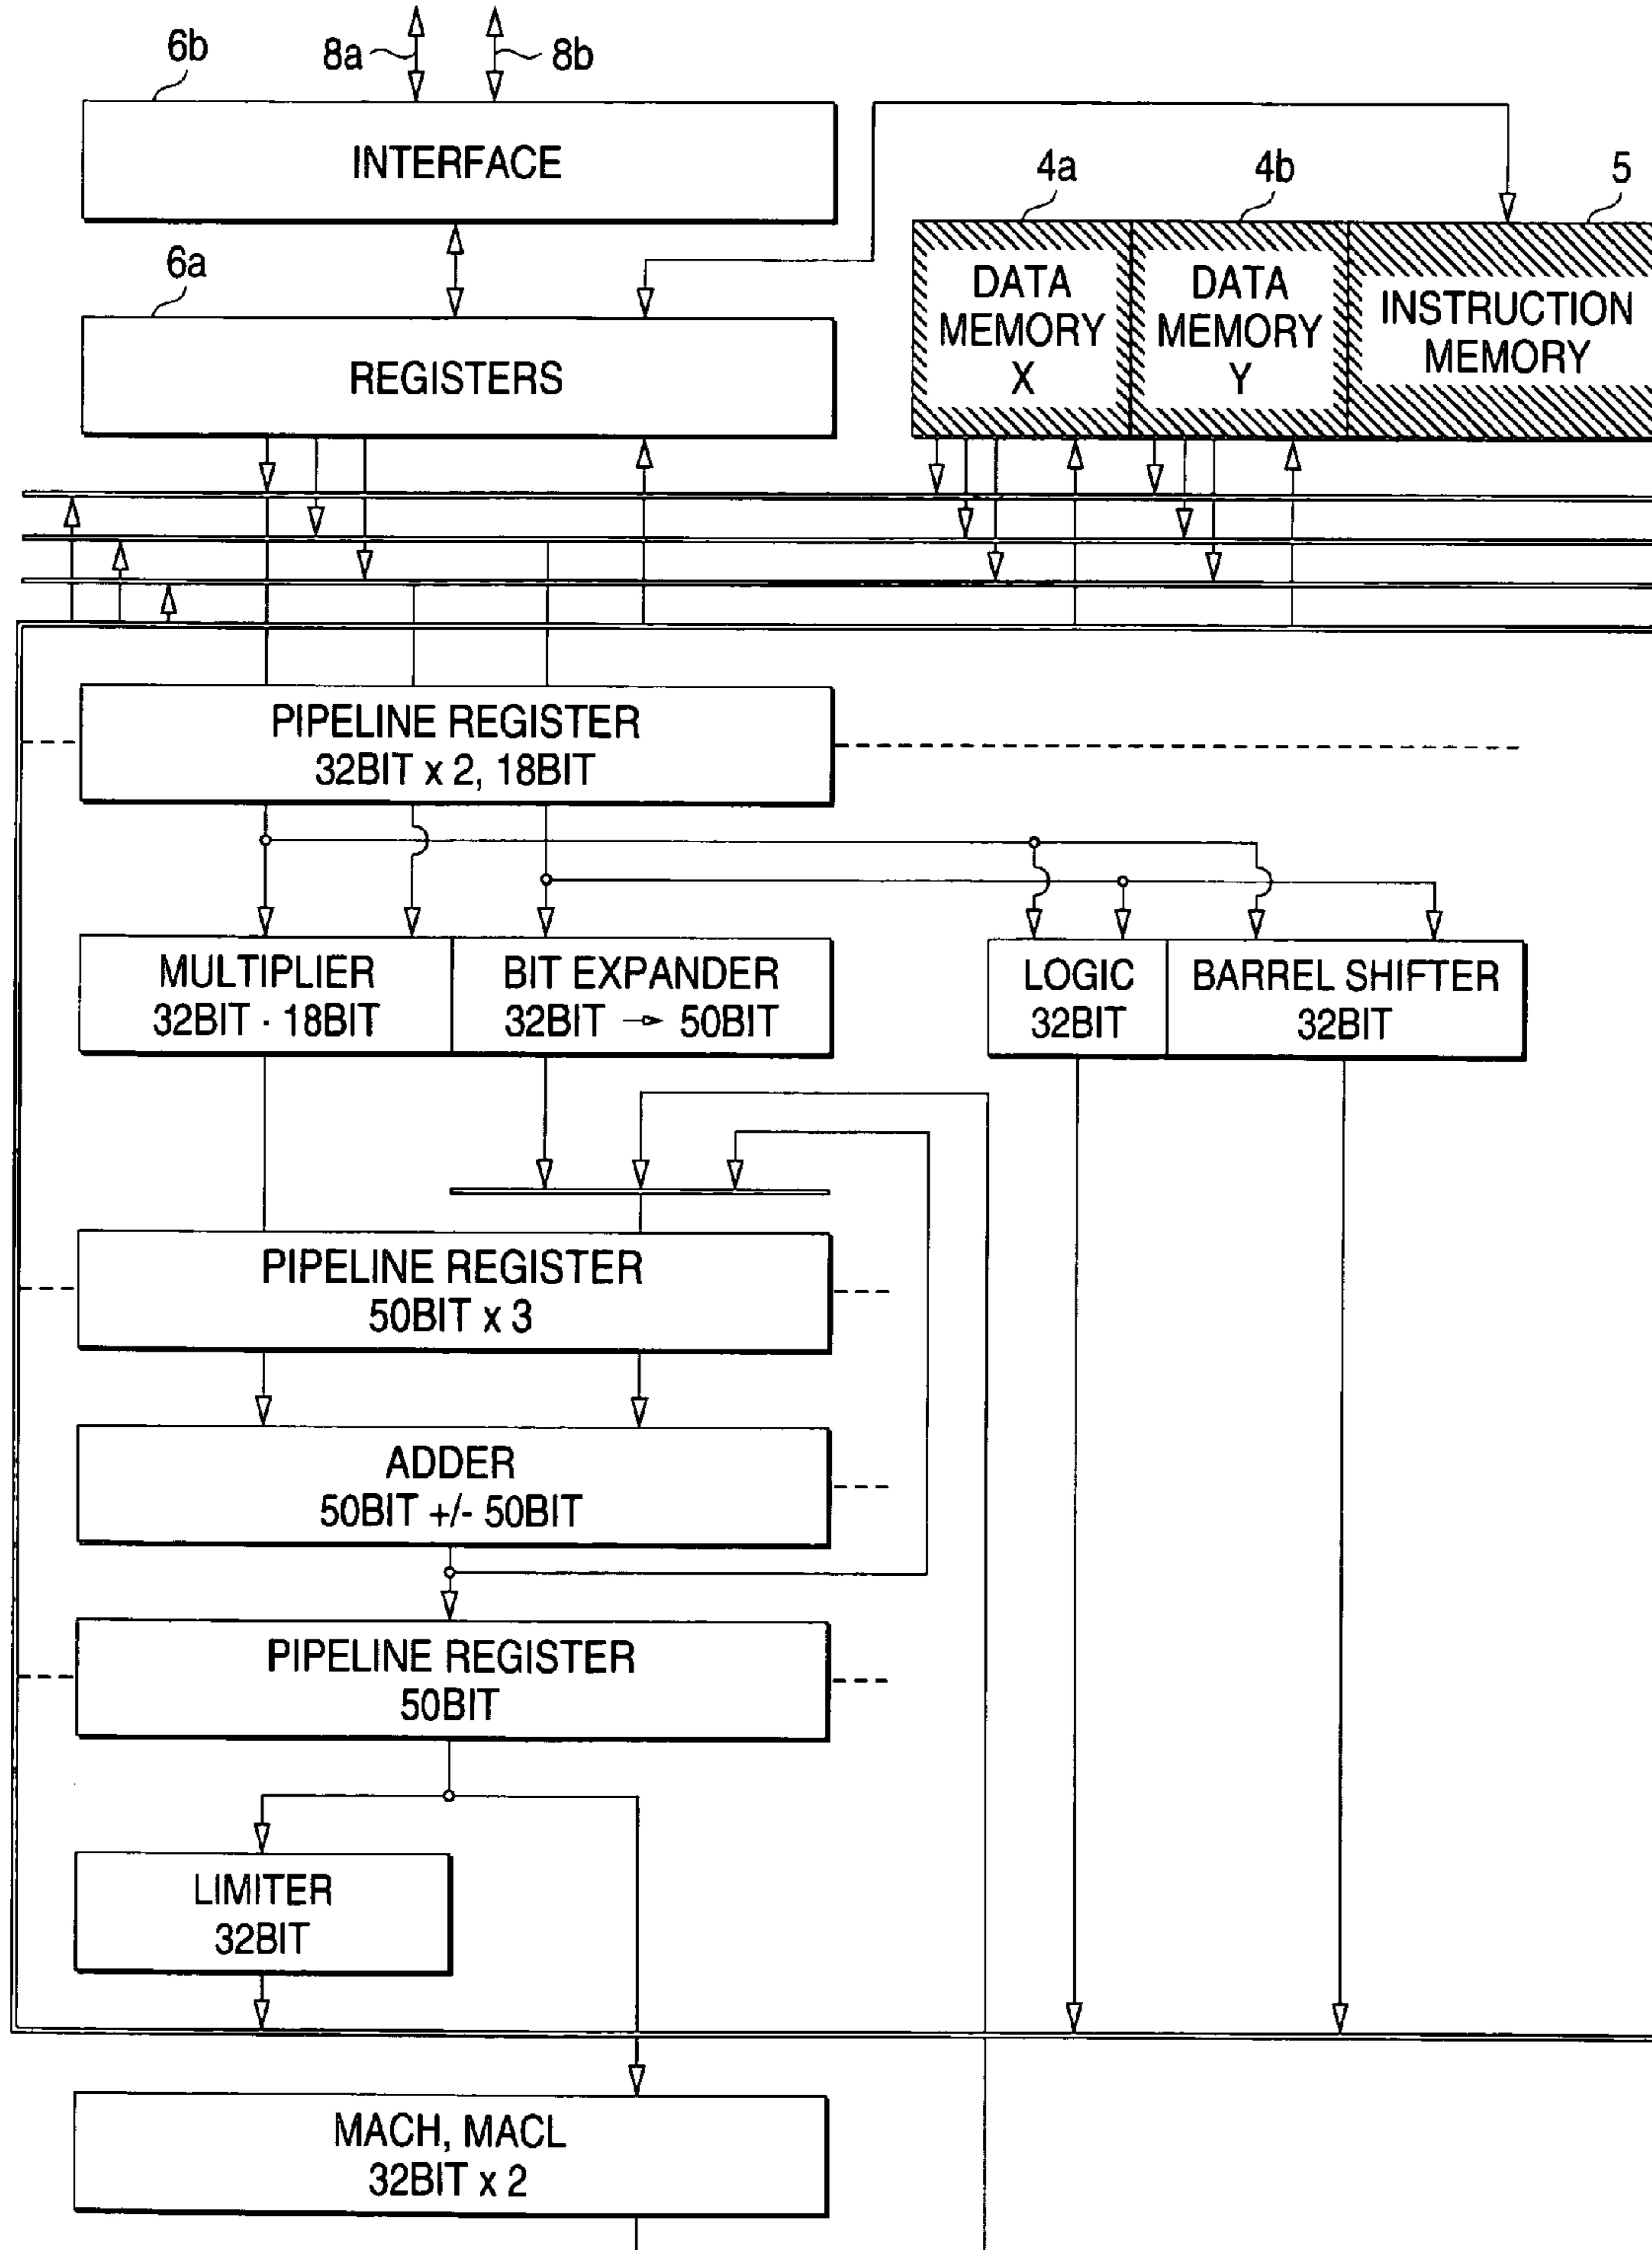 6b
8a
8b
INTERFACE
4a
4b
5
6a
DATA
MEMORY
X
DATA
MEMORY
Y
INSTRUCTION
MEMORY
REGISTERS
PIPELINE REGISTER
32BIT x 2, 18BIT
MULTIPLIER
32BIT · 18BIT
BIT EXPANDER
32BIT → 50BIT
LOGIC
32BIT
BARREL SHIFTER
32BIT
PIPELINE REGISTER
50BIT x 3
ADDER
50BIT +/- 50BIT
PIPELINE REGISTER
50BIT
LIMITER
32BIT
MACH, MACL
32BIT x 2